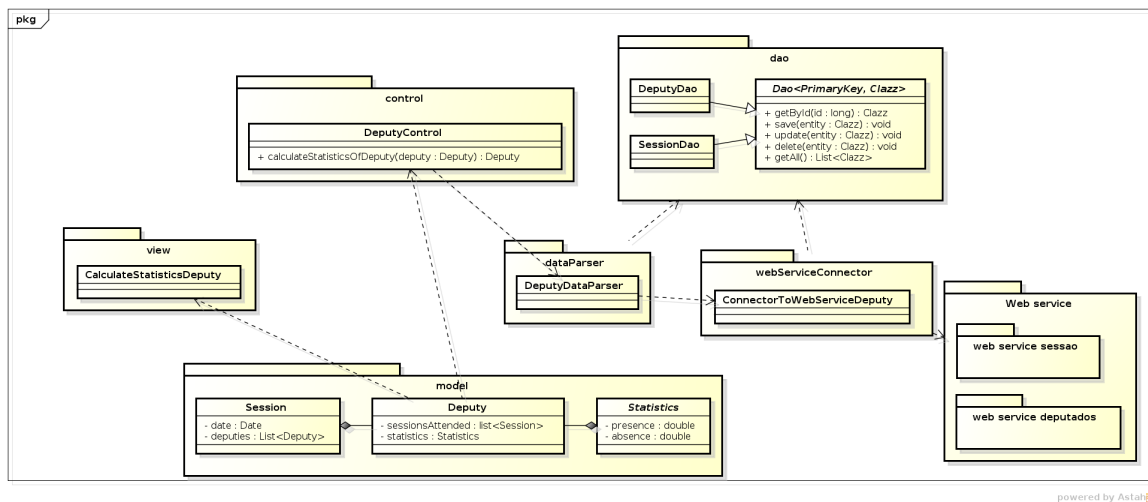 pkg
dao
DeputyDao
SessionDao
Dao<PrimaryKey, Clazz>
+ getById(id : long) : Clazz
+ save(entity : Clazz) : void
+ update(entity : Clazz) : void
+ delete(entity : Clazz) : void
+ getAll() : List<Clazz>
control
DeputyControl
+ calculateStatisticsOfDeputy(deputy : Deputy) : Deputy
view
CalculateStatisticsDeputy
dataParser
DeputyDataParser
webServiceConnector
ConnectorToWebServiceDeputy
Web service
web service sessao
web service deputados
model
Session
- date : Date
- deputies : List<Deputy>
Deputy
- sessionsAttended : list<Session>
- statistics : Statistics
Statistics
- presence : double
- absence : double
powered by Astah